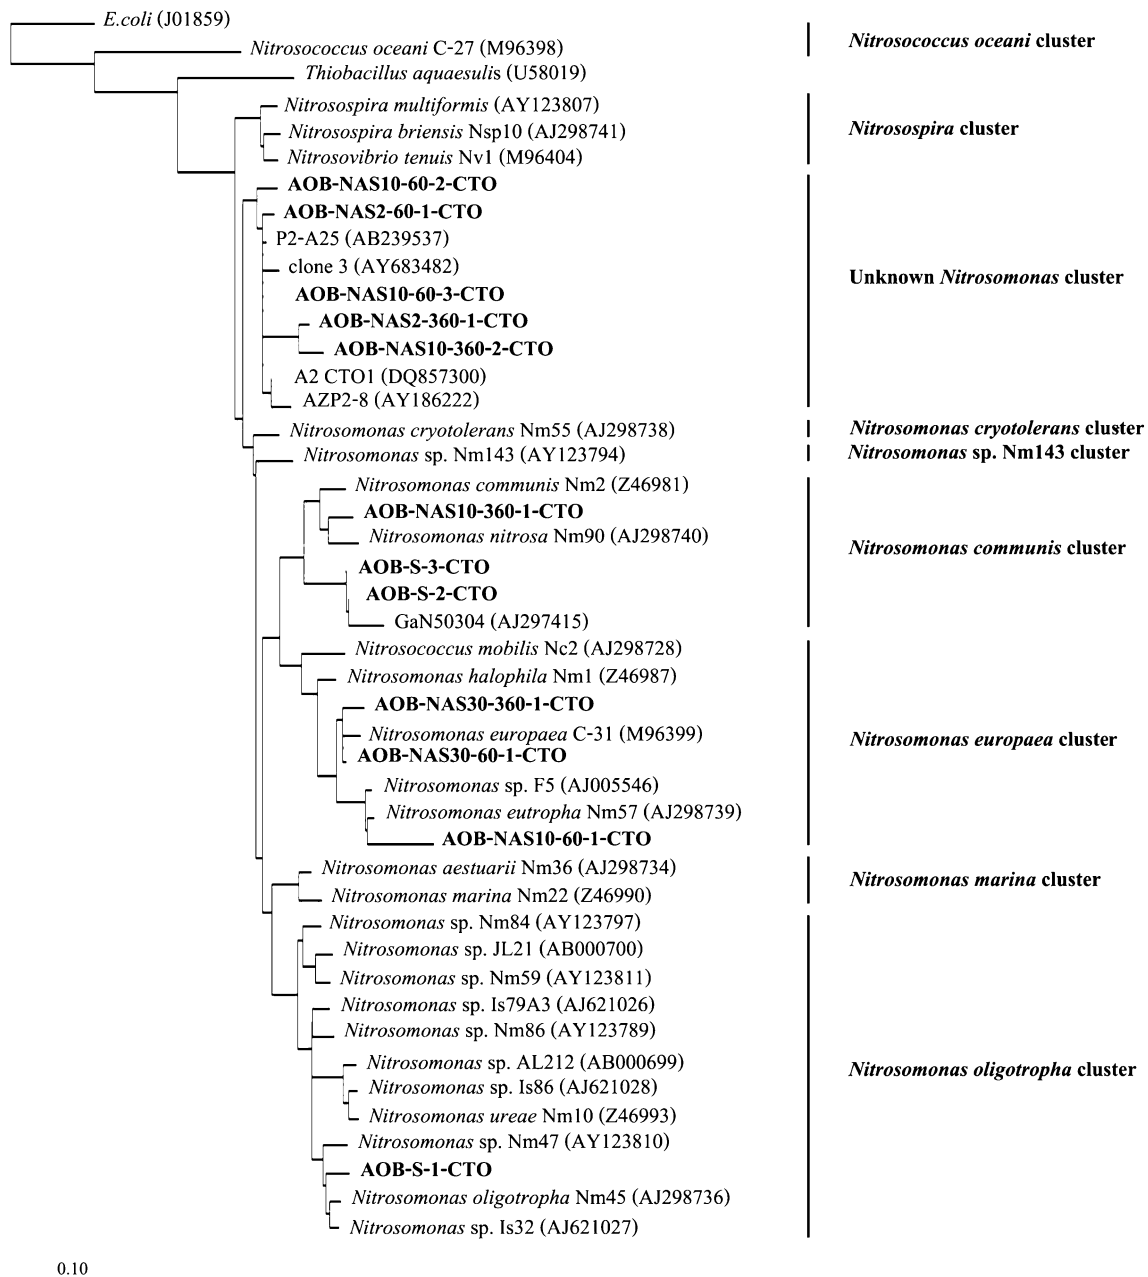 E.coli (J01859)
Nitrosococcus oceani C-27 (M96398)
Nitrosococcus oceani cluster
Thiobacillus aquaesulis (U58019)
Nitrosospira multiformis (AY123807)
Nitrosospira briensis Nsp10 (AJ298741)
Nitrosospira cluster
Nitrosovibrio tenuis Nv1 (M96404)
AOB-NAS10-60-2-CTO
AOB-NAS2-60-1-CTO
P2-A25 (AB239537)
clone 3 (AY683482)
Unknown Nitrosomonas cluster
AOB-NAS10-60-3-CTO
AOB-NAS2-360-1-CTO
AOB-NAS10-360-2-CTO
A2 CTO1 (DQ857300)
AZP2-8 (AY186222)
Nitrosomonas cryotolerans Nm55 (AJ298738)
Nitrosomonas cryotolerans cluster
Nitrosomonas sp. Nm143 (AY123794)
Nitrosomonas sp. Nm143 cluster
Nitrosomonas communis Nm2 (Z46981)
AOB-NAS10-360-1-CTO
Nitrosomonas nitrosa Nm90 (AJ298740)
Nitrosomonas communis cluster
AOB-S-3-CTO
AOB-S-2-CTO
GaN50304 (AJ297415)
Nitrosococcus mobilis Nc2 (AJ298728)
Nitrosomonas halophila Nm1 (Z46987)
AOB-NAS30-360-1-CTO
Nitrosomonas europaea C-31 (M96399)
Nitrosomonas europaea cluster
AOB-NAS30-60-1-CTO
Nitrosomonas sp. F5 (AJ005546)
Nitrosomonas eutropha Nm57 (AJ298739)
AOB-NAS10-60-1-CTO
Nitrosomonas aestuarii Nm36 (AJ298734)
Nitrosomonas marina cluster
Nitrosomonas marina Nm22 (Z46990)
Nitrosomonas sp. Nm84 (AY123797)
Nitrosomonas sp. JL21 (AB000700)
Nitrosomonas sp. Nm59 (AY123811)
Nitrosomonas sp. Is79A3 (AJ621026)
Nitrosomonas sp. Nm86 (AY123789)
Nitrosomonas sp. AL212 (AB000699)
Nitrosomonas oligotropha cluster
Nitrosomonas sp. Is86 (AJ621028)
Nitrosomonas ureae Nm10 (Z46993)
Nitrosomonas sp. Nm47 (AY123810)
AOB-S-1-CTO
Nitrosomonas oligotropha Nm45 (AJ298736)
Nitrosomonas sp. Is32 (AJ621027)
0.10